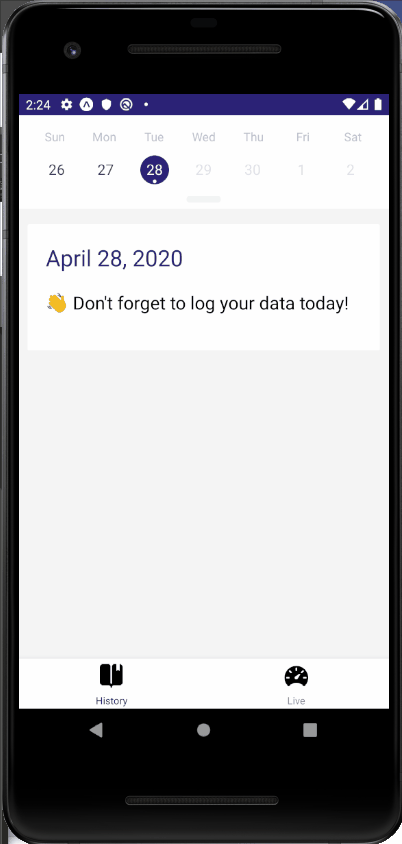 2:24
Sun Mon Tue Wed Thu Fri Sat
26 27 28 29 30 1 2
April 28, 2020
👋 Don't forget to log your data today!
History Live